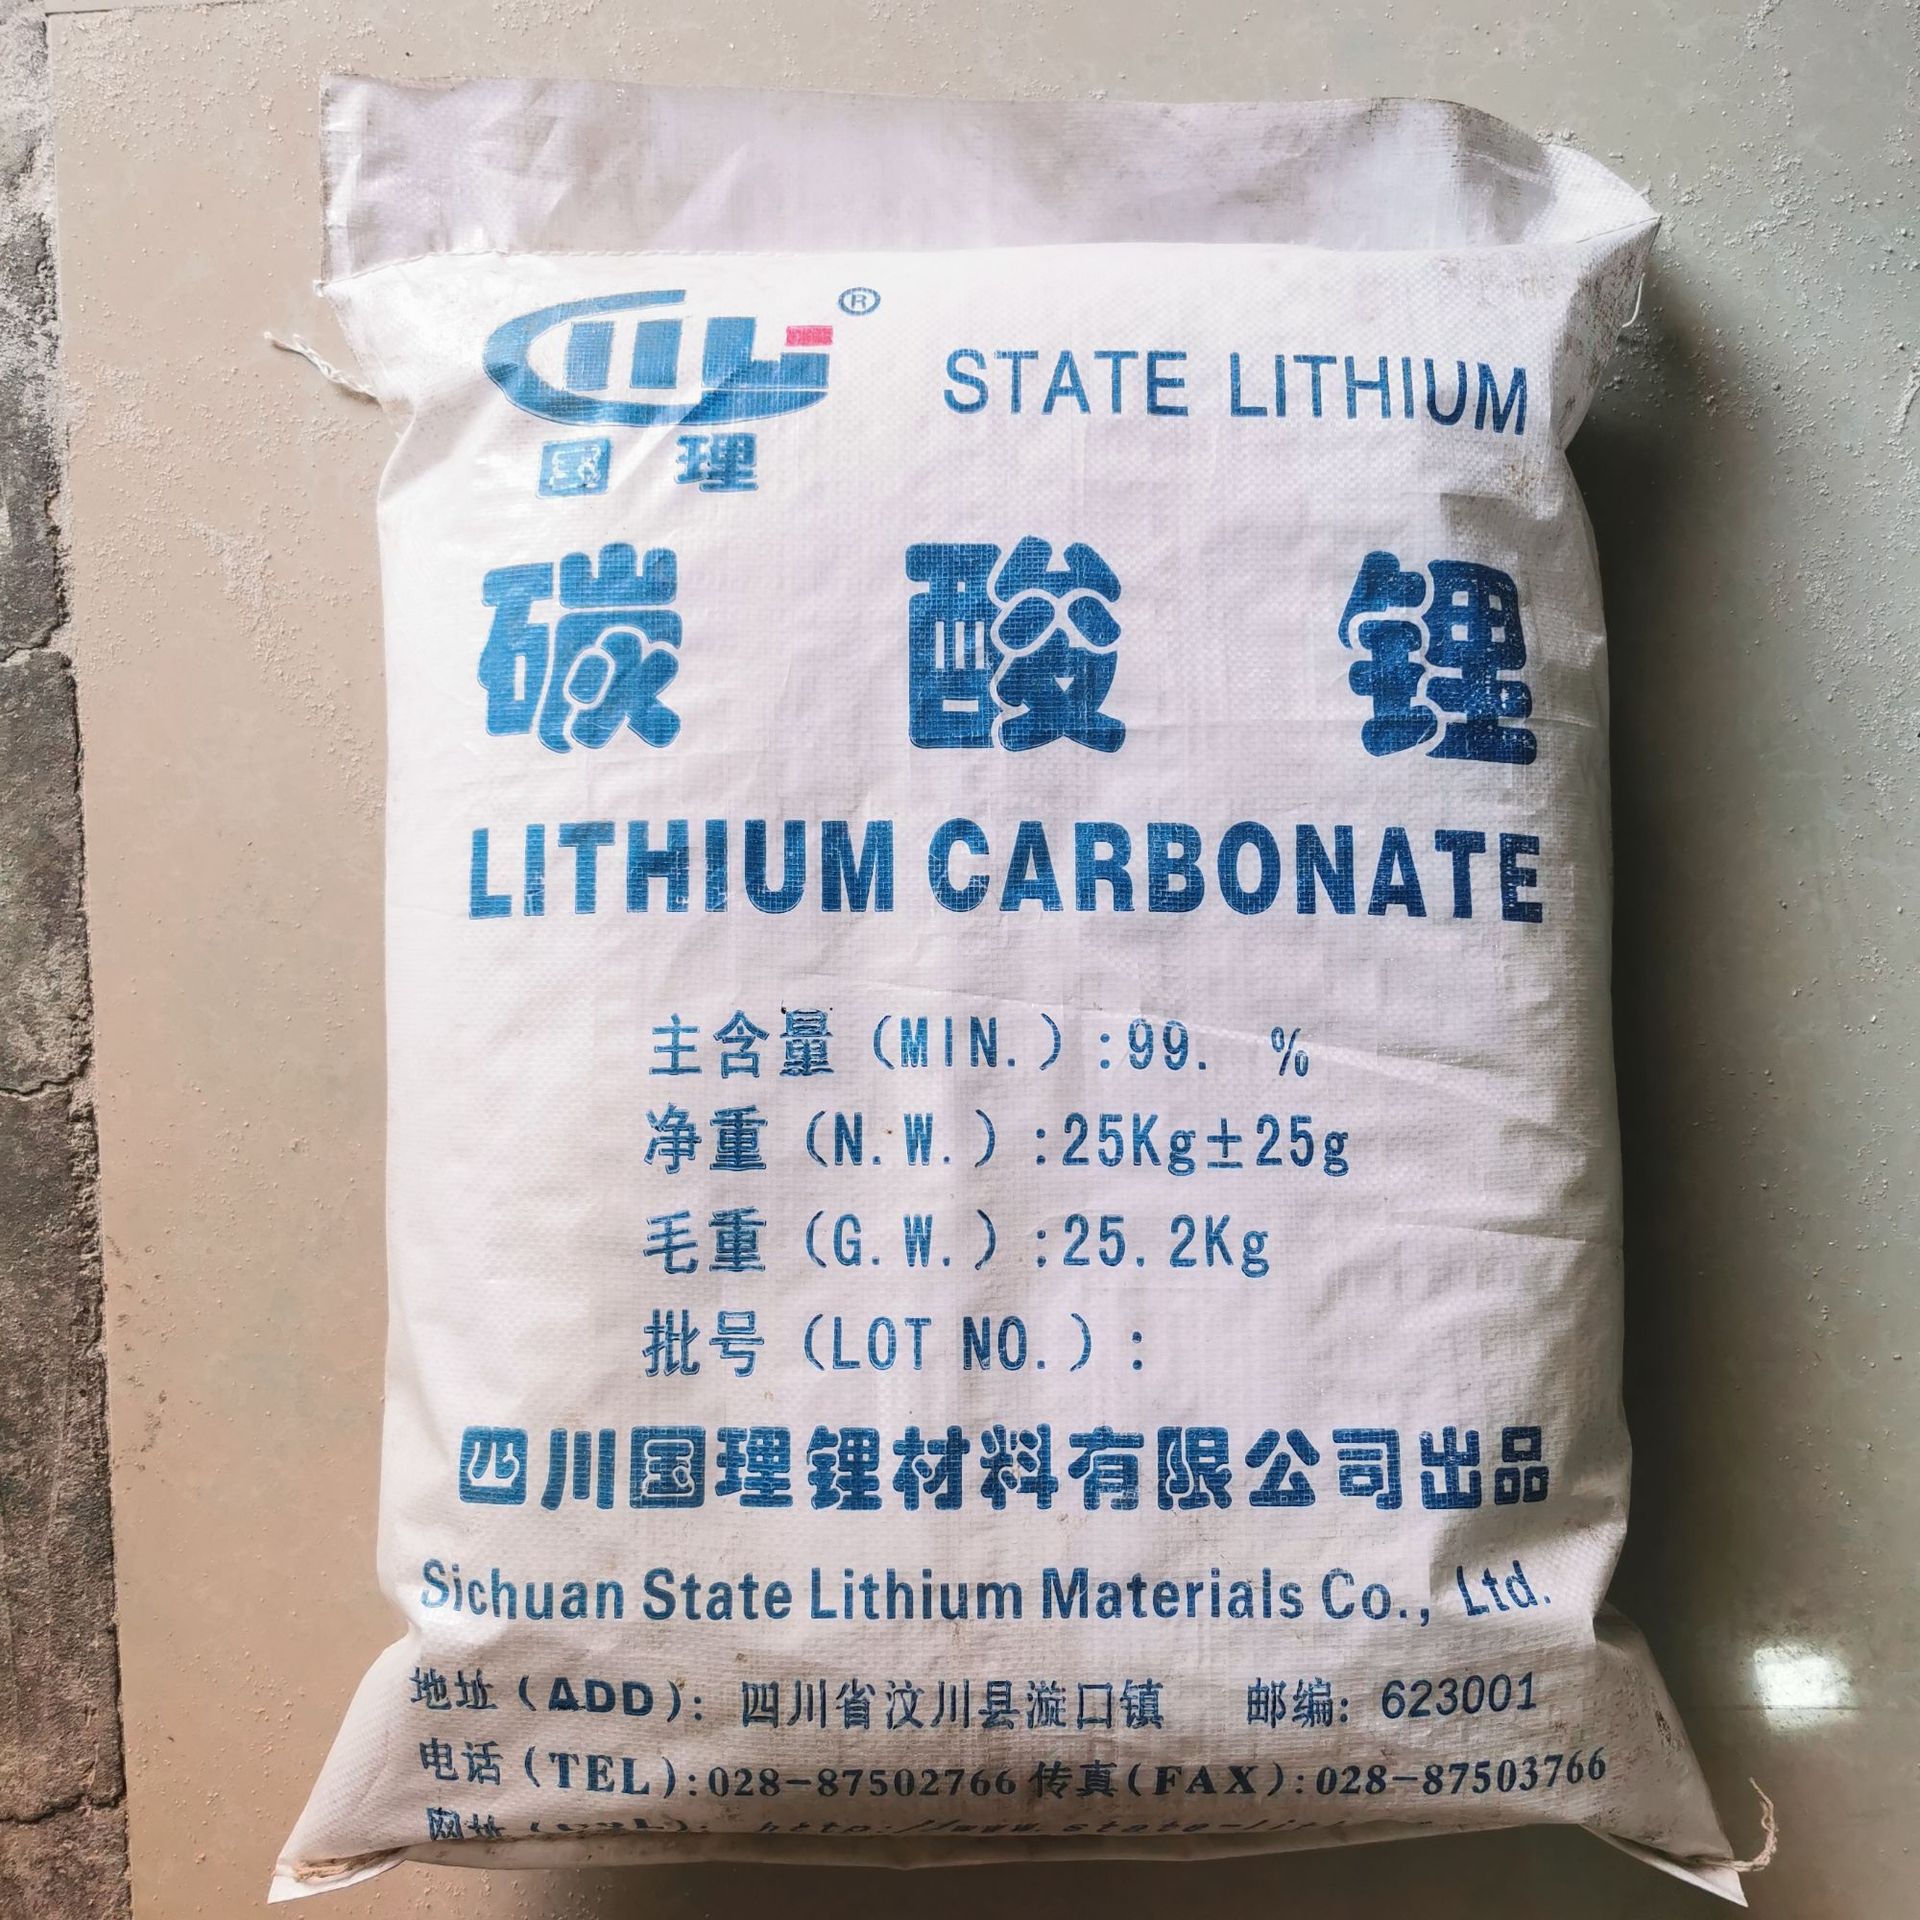 ®
STATE LITHIUM
国理
碳酸锂
LITHIUM CARBONATE
主含量(MIN.):99. %
净重(N.W.):25Kg±25g
毛重(G.W.):25.2Kg
批号(LOT NO.):
四川国理锂材料有限公司出品
Sichuan State Lithium Materials Co., Ltd.
地址(ADD): 四川省汶川县漩口镇 邮编: 623001
电话(TEL):028-87502766 传真(FAX):028-87503766
网址